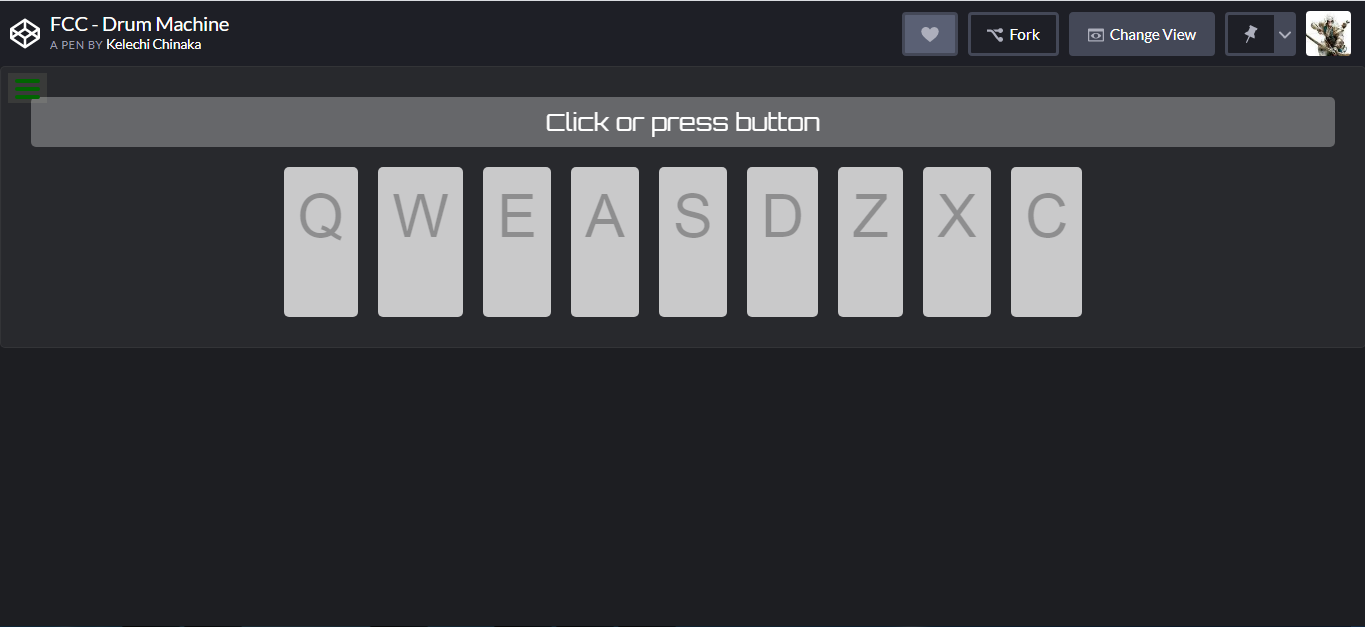 FCC - Drum Machine
A PEN BY Kelechi Chinaka
Fork
Change View
Click or press button
Q W E A S D Z X C